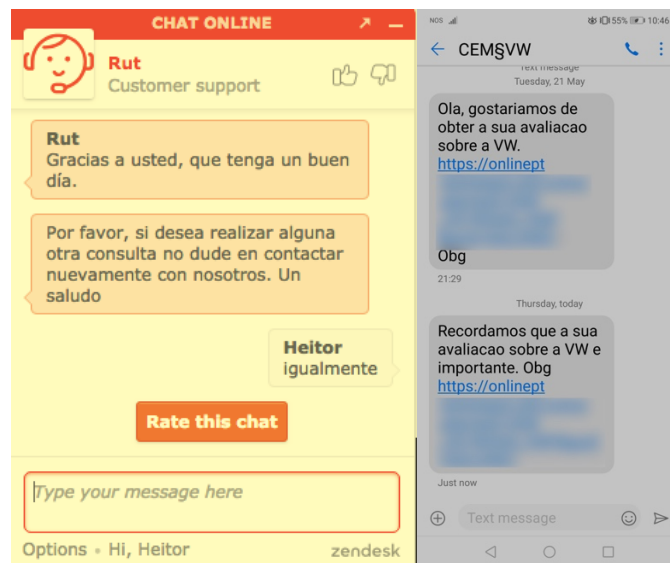 CHAT ONLINE
Rut
Customer support
Rut
Gracias a usted, que tenga un buen
día.
Por favor, si desea realizar alguna
otra consulta no dude en contactar
nuevamente con nosotros. Un
saludo
Heitor
igualmente
Rate this chat
Type your message here
Options • Hi, Heitor
zendesk
NOS
55%
10:46
CEM§VW
Text message
Tuesday, 21 May
Ola, gostariamos de
obter a sua avaliacao
sobre a VW.
https://onlinept
Obg
21:29
Thursday, today
Recordamos que a sua
avaliacao sobre a VW e
importante. Obg
https://onlinept
Just now
Text message